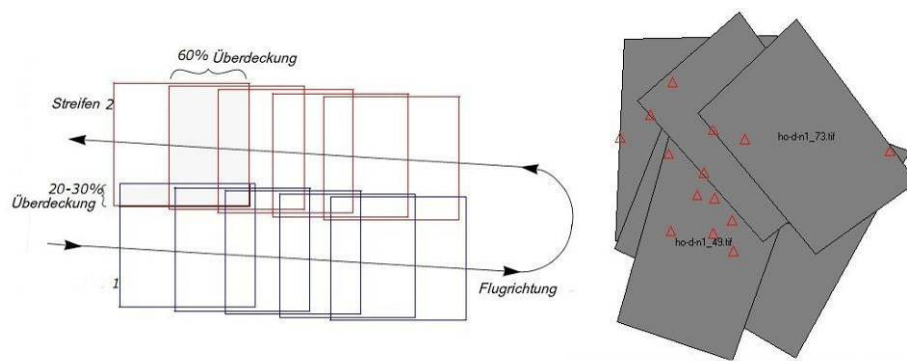 60% Überdeckung
Streifen 2
20-30%
Überdeckung
1
Flugrichtung
ho-d-n1_73.tif
ho-d-n1_49.tif